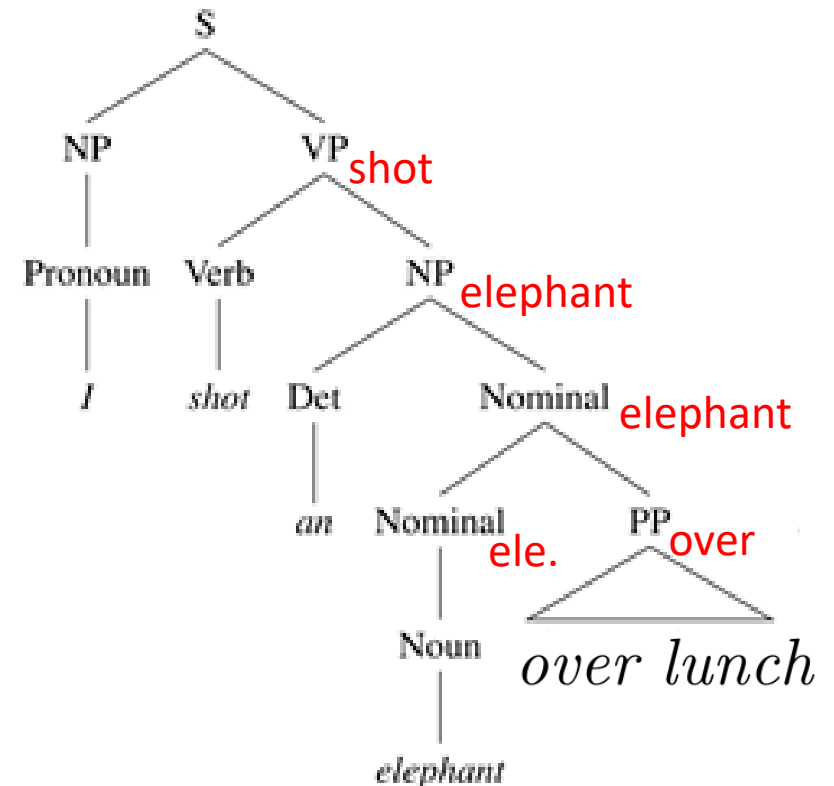 S
NP VP shot
Pronoun Verb NP elephant
I shot Det Nominal elephant
an Nominal ele. PP over
Noun over lunch
elephant